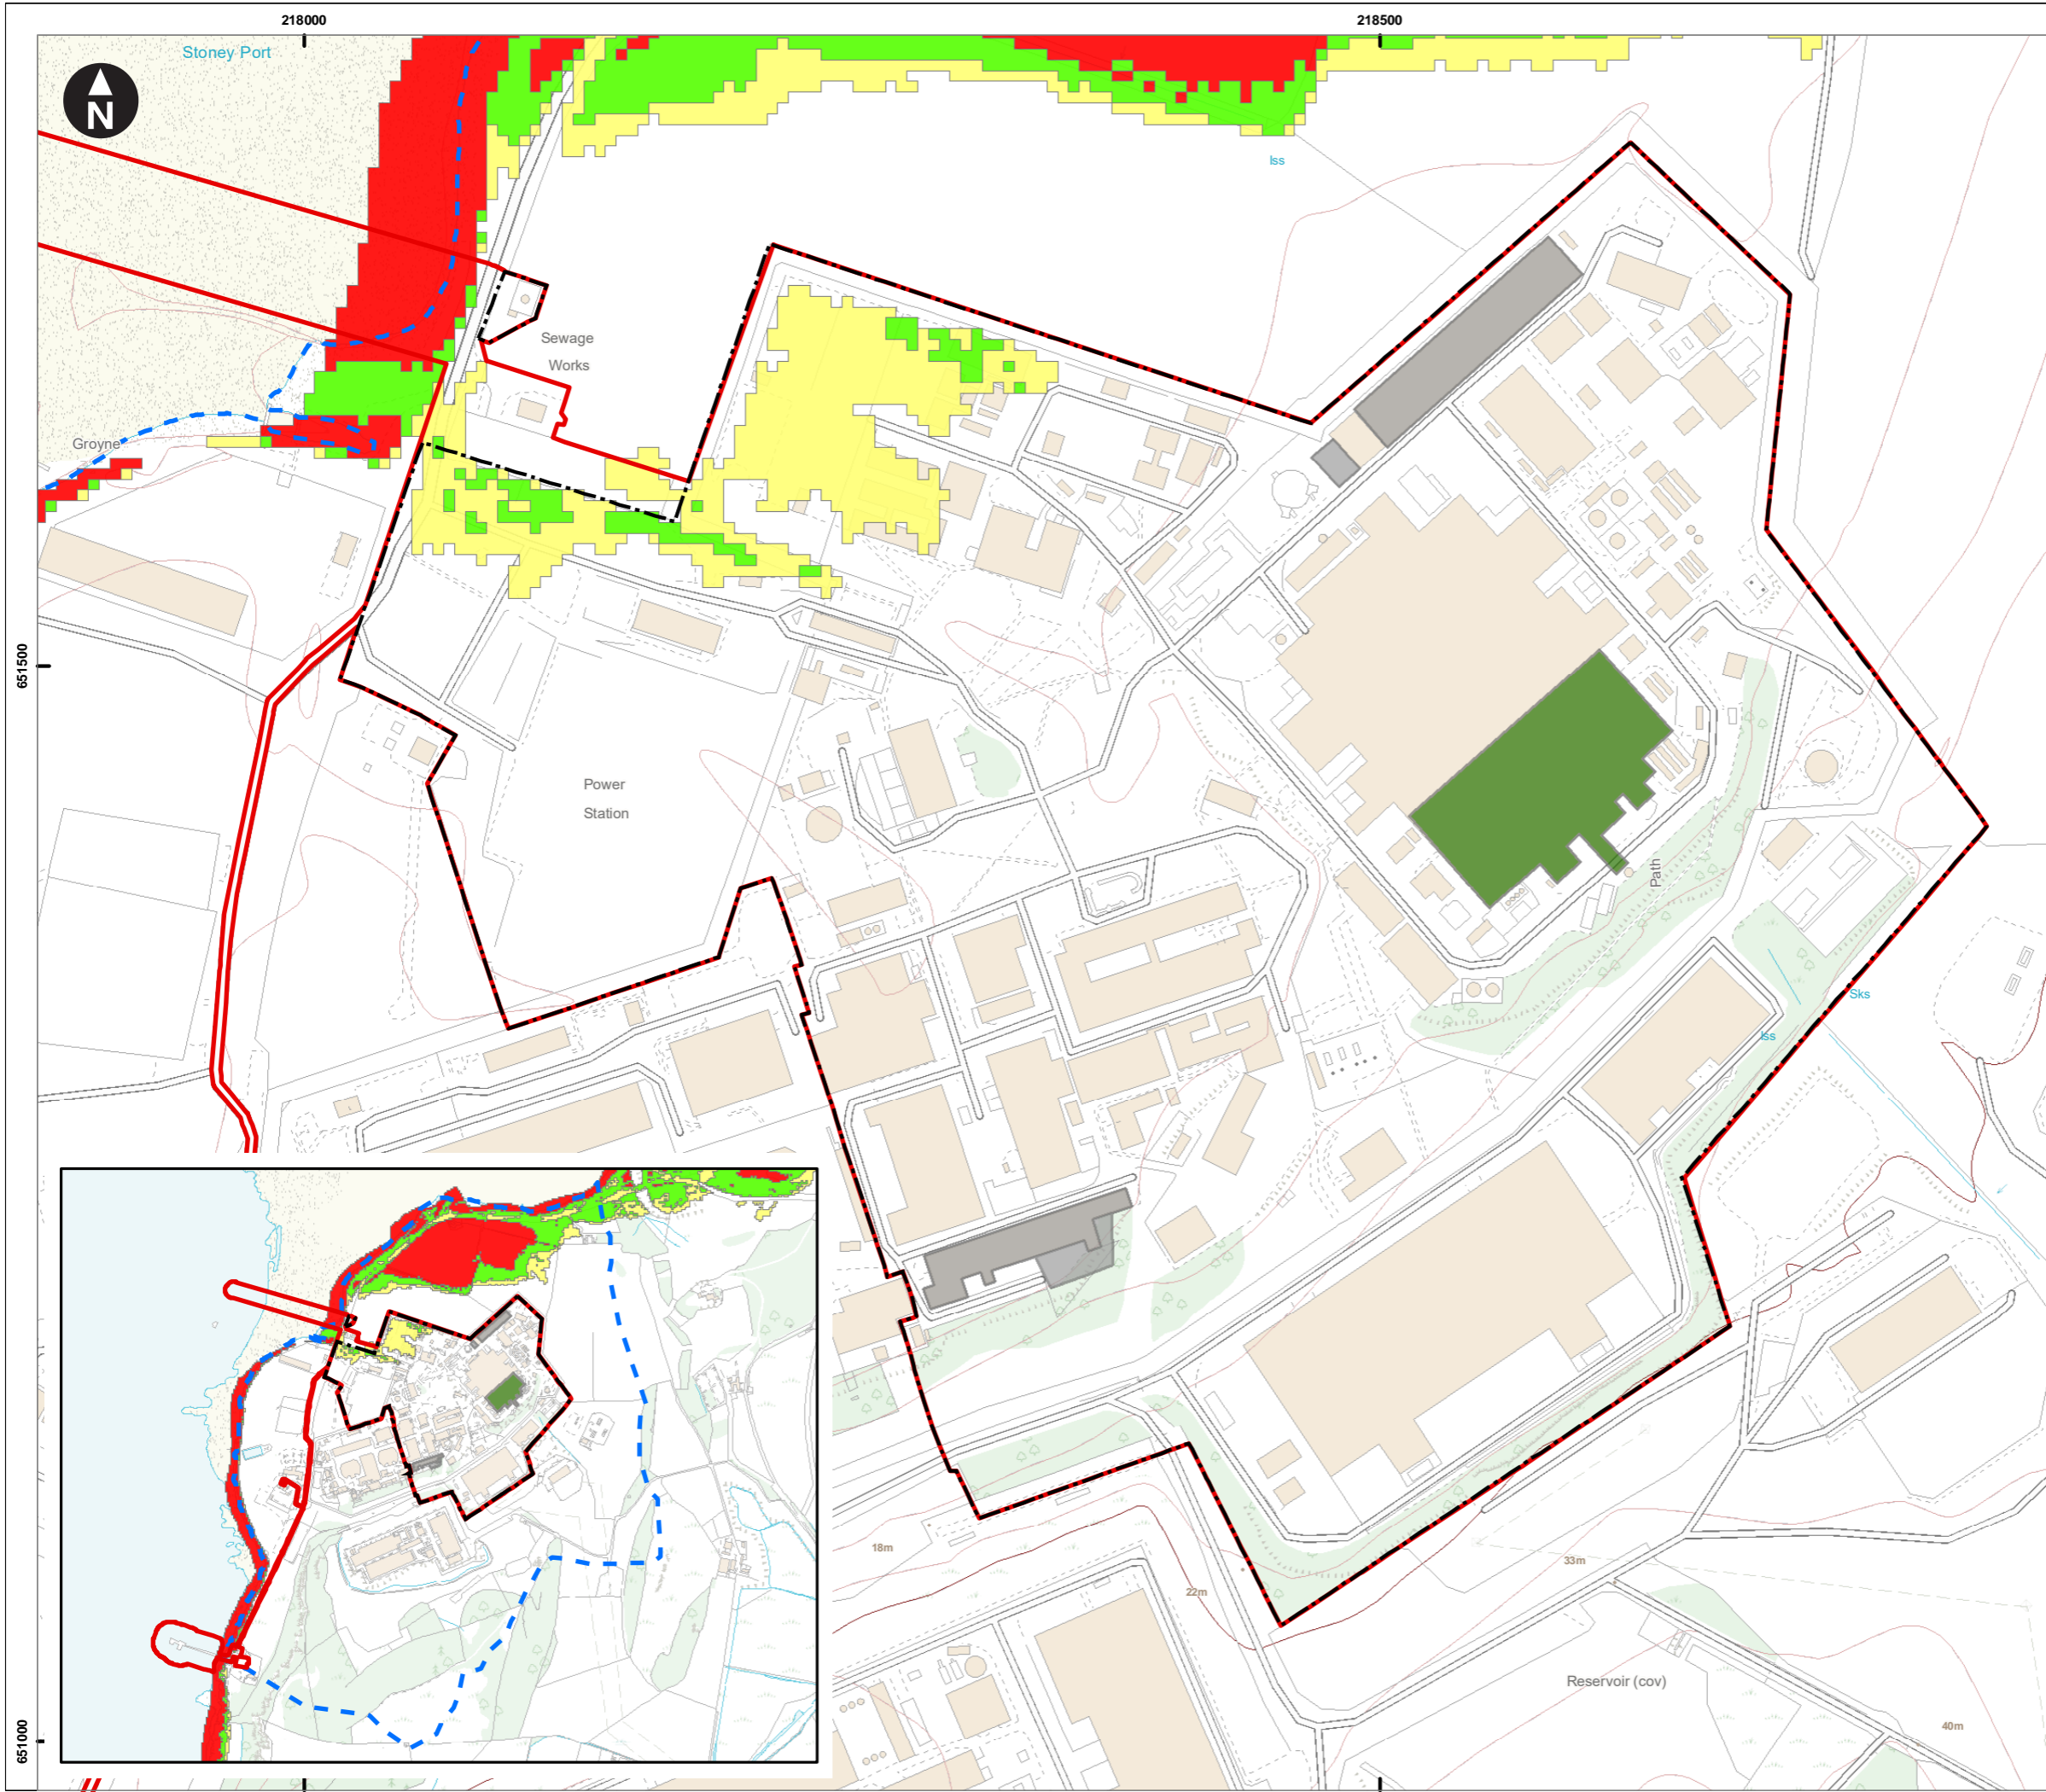 218000
218500
Stoney Port
N
Iss
Sewage
Works
Groyne
651500
Power
Station
Path
Sks
Iss
18m
22m
33m
Reservoir (cov)
40m
651000